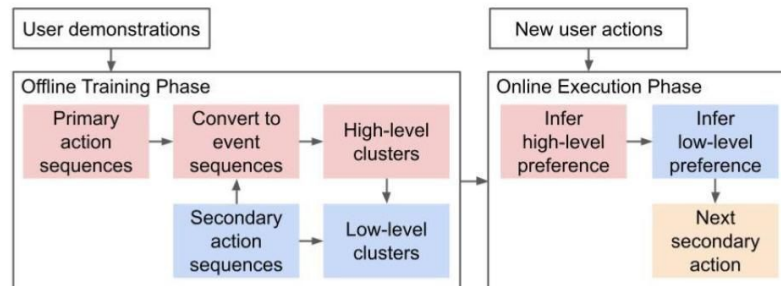 User demonstrations
New user actions
Offline Training Phase
Primary
action
sequences
Convert to
event
sequences
High-level
clusters
Secondary
action
sequences
Low-level
clusters
Online Execution Phase
Infer
high-level
preference
Infer
low-level
preference
Next
secondary
action